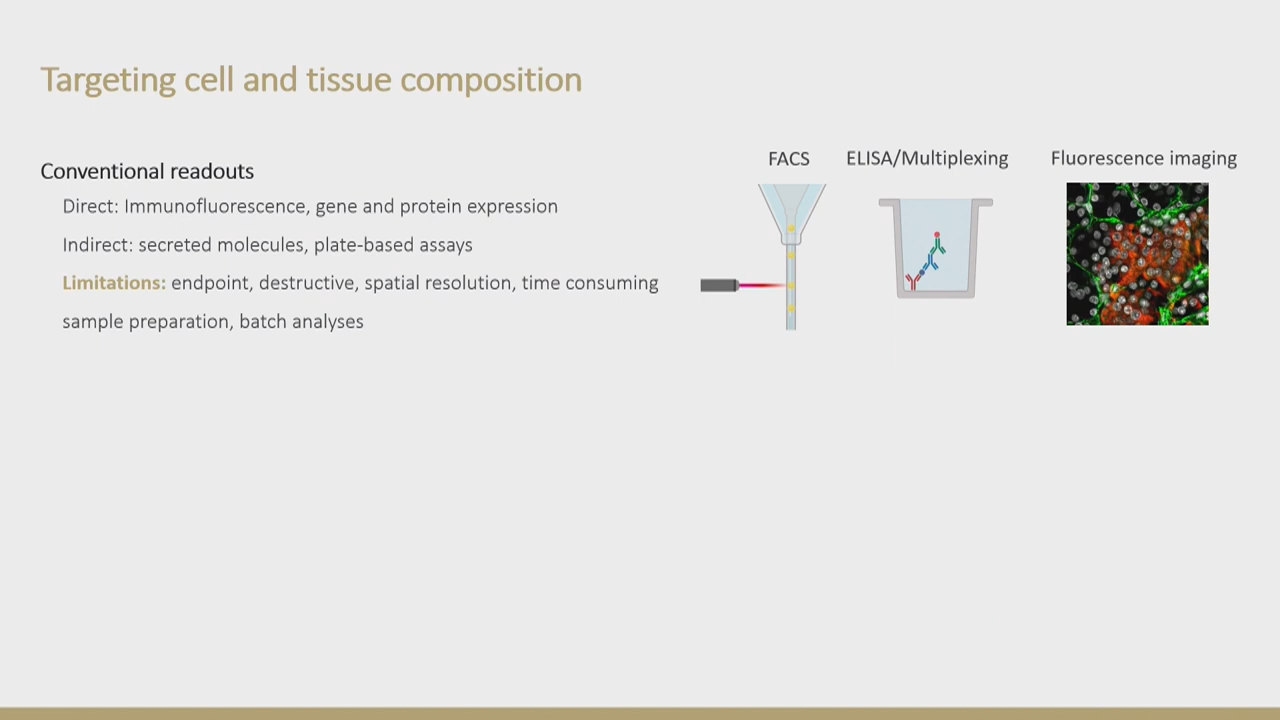 Targeting cell and tissue composition
Conventional readouts
Direct: Immunofluorescence, gene and protein expression
Indirect: secreted molecules, plate-based assays
Limitations: endpoint, destructive, spatial resolution, time consuming
sample preparation, batch analyses
FACS
ELISA/Multiplexing
Fluorescence imaging